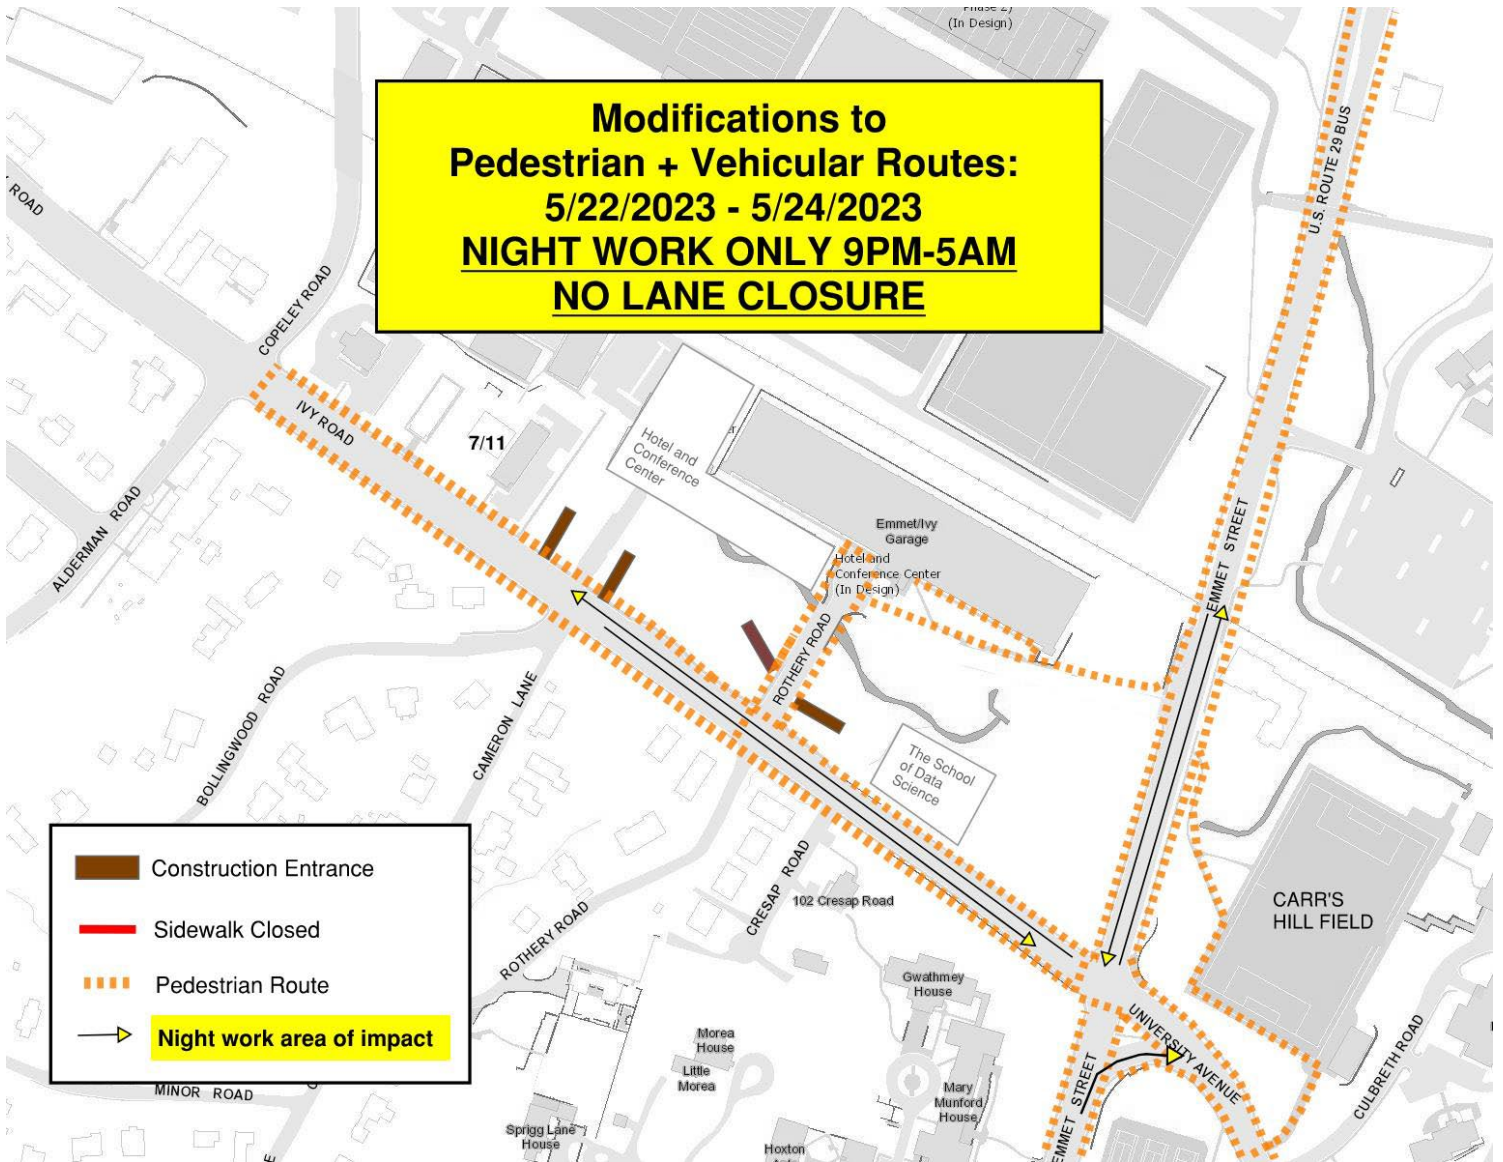 Phase 2)
(In Design)
Modifications to
Pedestrian + Vehicular Routes:
5/22/2023 - 5/24/2023
NIGHT WORK ONLY 9PM-5AM
NO LANE CLOSURE
U.S. ROUTE 29 BUS
ROAD
COPELEY ROAD
IVY ROAD
7/11
Hotel and
Conference
Center
Emmet/Ivy
Garage
Hotel and
Conference Center
(In Design)
ALDERMAN ROAD
EMMET STREET
ROTHERY ROAD
BOLLINGWOOD ROAD
CAMERON LANE
The School
of Data
Science
CRESAP ROAD
102 Cresap Road
ROTHERY ROAD
CARR'S
HILL FIELD
Gwathmey
House
UNIVERSITY AVENUE
Morea
House
Little
Morea
Mary
Munford
House
EMMET STREET
CULBRETH ROAD
Construction Entrance
Sidewalk Closed
Pedestrian Route
Night work area of impact
MINOR ROAD
Sprigg Lane
House
Hoxton